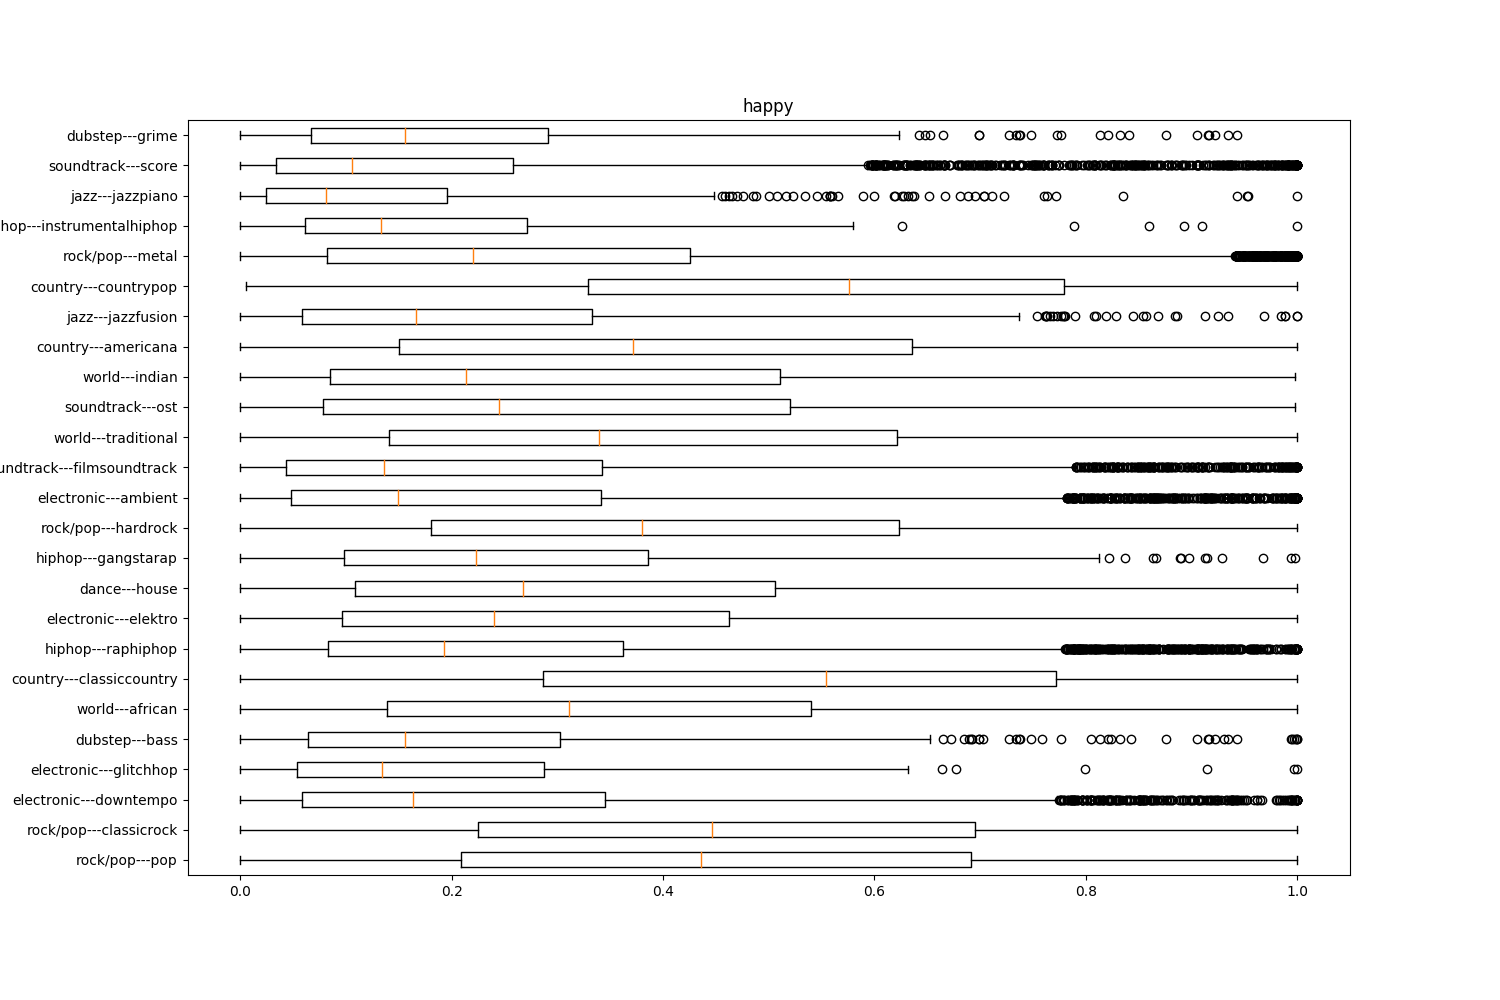 happy
dubstep---grime
soundtrack---score
jazz---jazzpiano
hop---instrumentalhiphop
rock/pop---metal
country---countrypop
jazz---jazzfusion
country---americana
world---indian
soundtrack---ost
world---traditional
undtrack---filmsoundtrack
electronic---ambient
rock/pop---hardrock
hiphop---gangstarap
dance---house
electronic---elektro
hiphop---raphiphop
country---classiccountry
world---african
dubstep---bass
electronic---glitchhop
electronic---downtempo
rock/pop---classicrock
rock/pop---pop
0.0 0.2 0.4 0.6 0.8 1.0